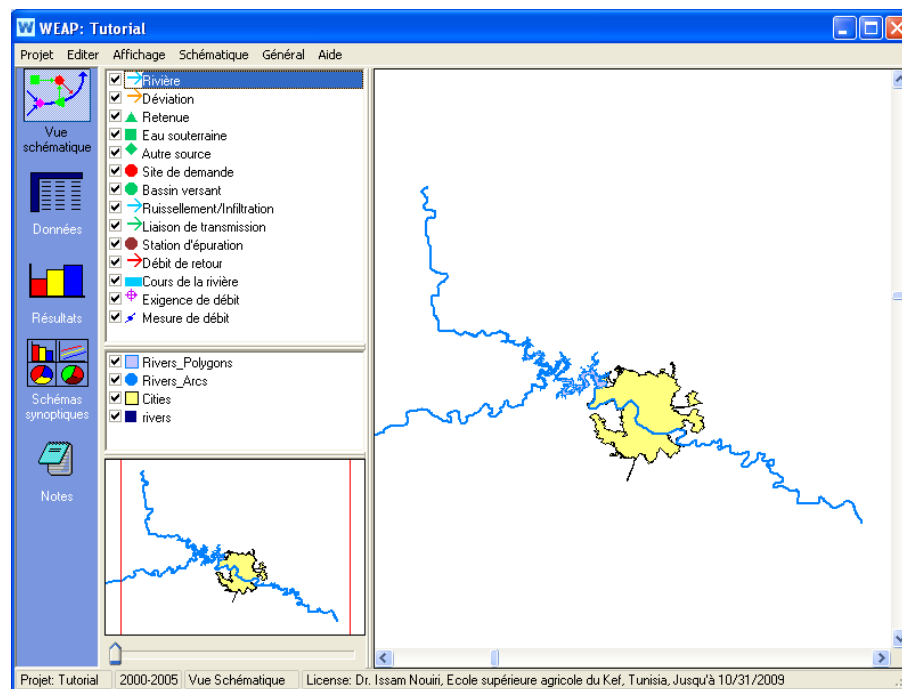 WEAP: Tutorial
Projet Editer Affichage Schématique Général Aide
Vue
schématique
Données
Résultats
Schémas
synoptiques
Notes
Rivière
Déviation
Retenue
Eau souterraine
Autre source
Site de demande
Bassin versant
Ruissellement/Infiltration
Liaison de transmission
Station d'épuration
Débit de retour
Cours de la rivière
Exigence de débit
Mesure de débit
Rivers_Polygons
Rivers_Arcs
Cities
rivers
Projet: Tutorial 2000-2005 Vue Schématique License: Dr. Issam Nouiri, Ecole supérieure agricole du Kef, Tunisia, Jusqu'à 10/31/2009